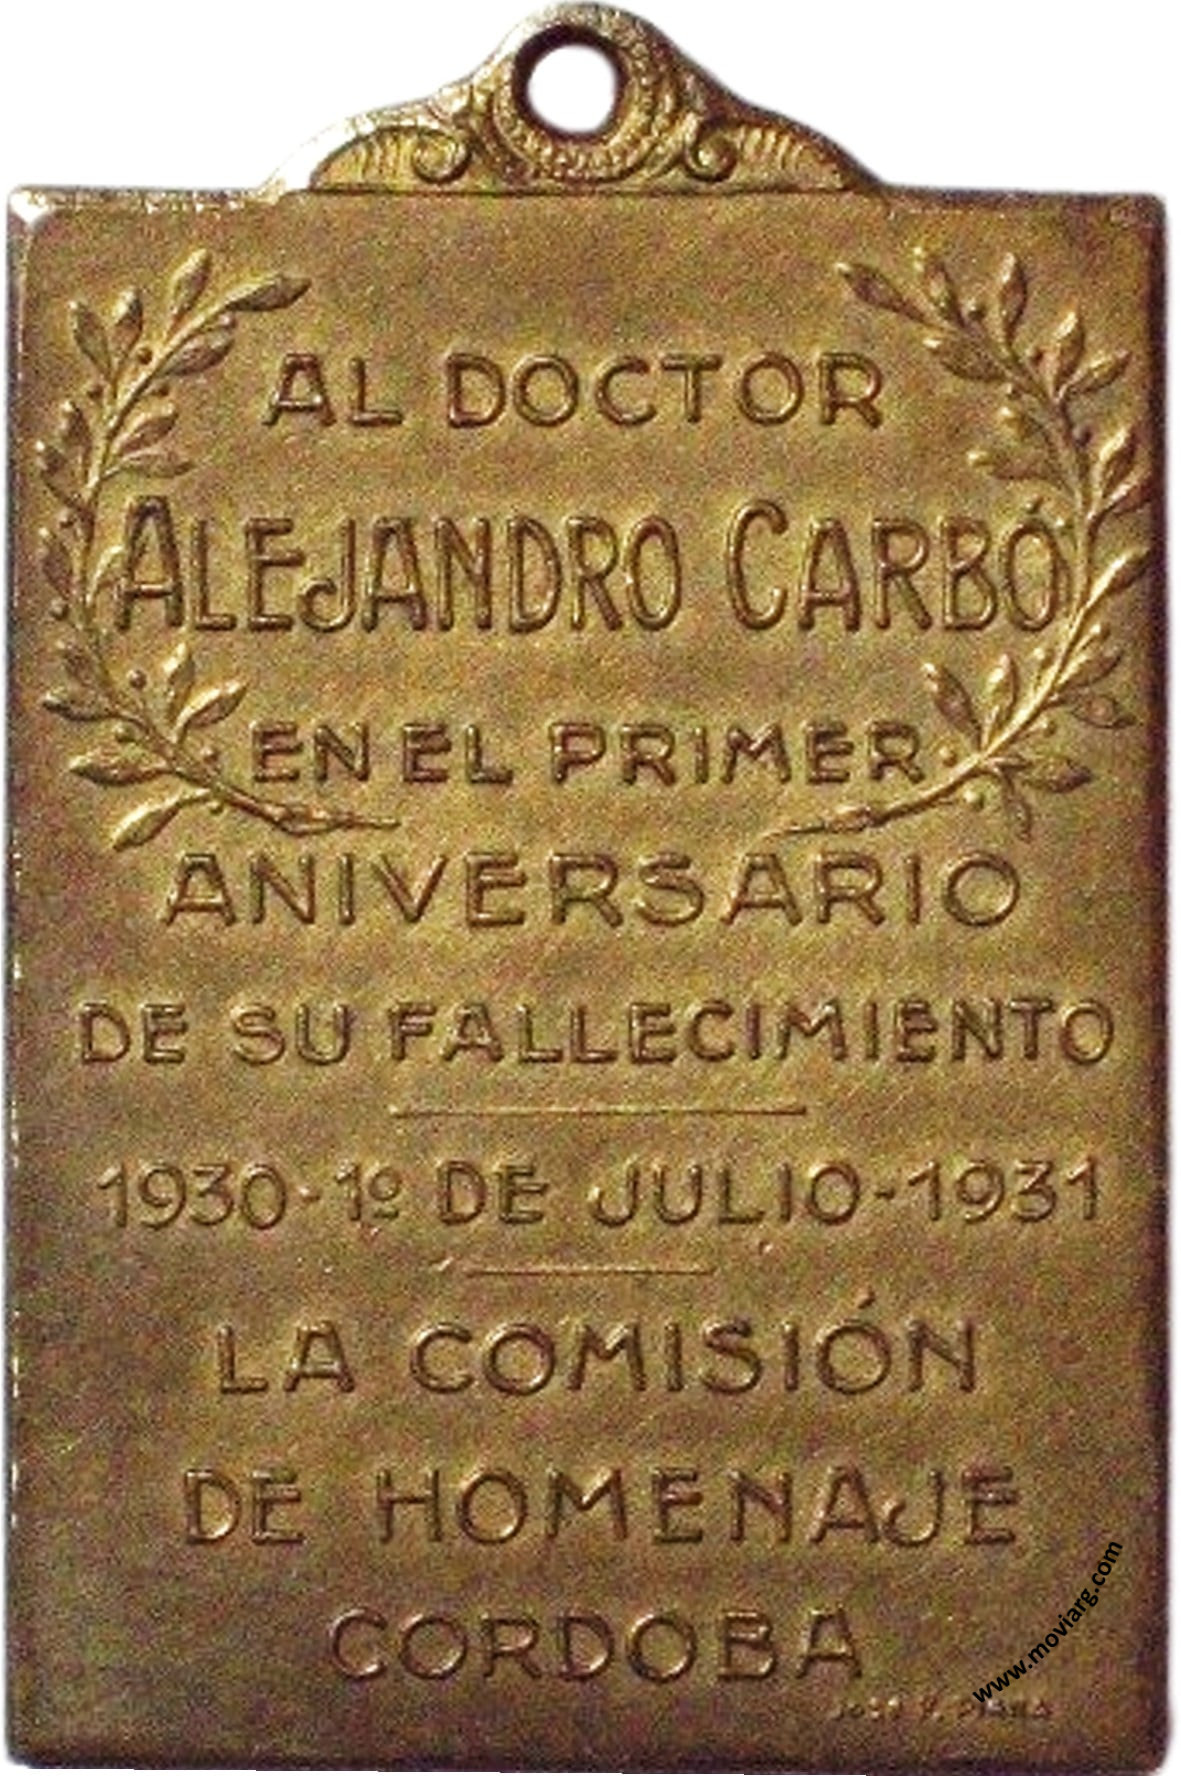 AL DOCTOR
ALEJANDRO CARBÓ
EN EL PRIMER
ANIVERSARIO
DE SU FALLECIMIENTO
1930-1º DE JULIO-1931
LA COMISIÓN
DE HOMENAJE
CORDOBA
www.moviarg.com